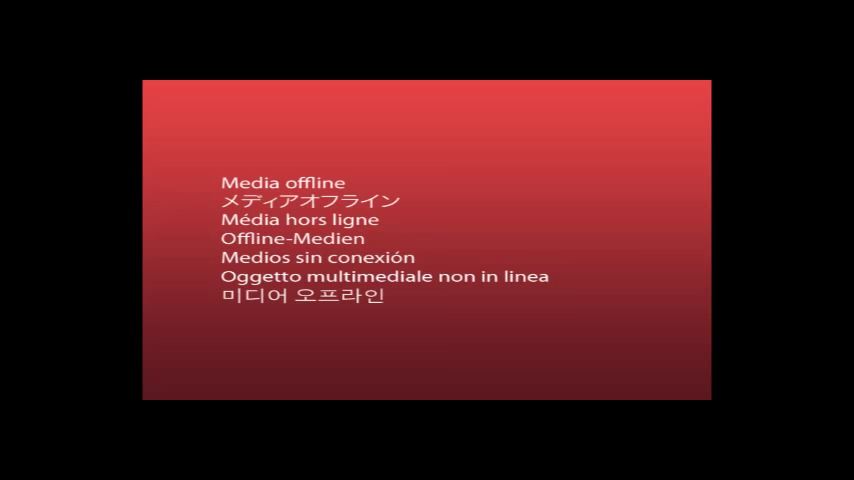 Media offline
メディアオフライン
Média hors ligne
Offline-Medien
Medios sin conexión
Oggetto multimediale non in linea
미디어 오프라인